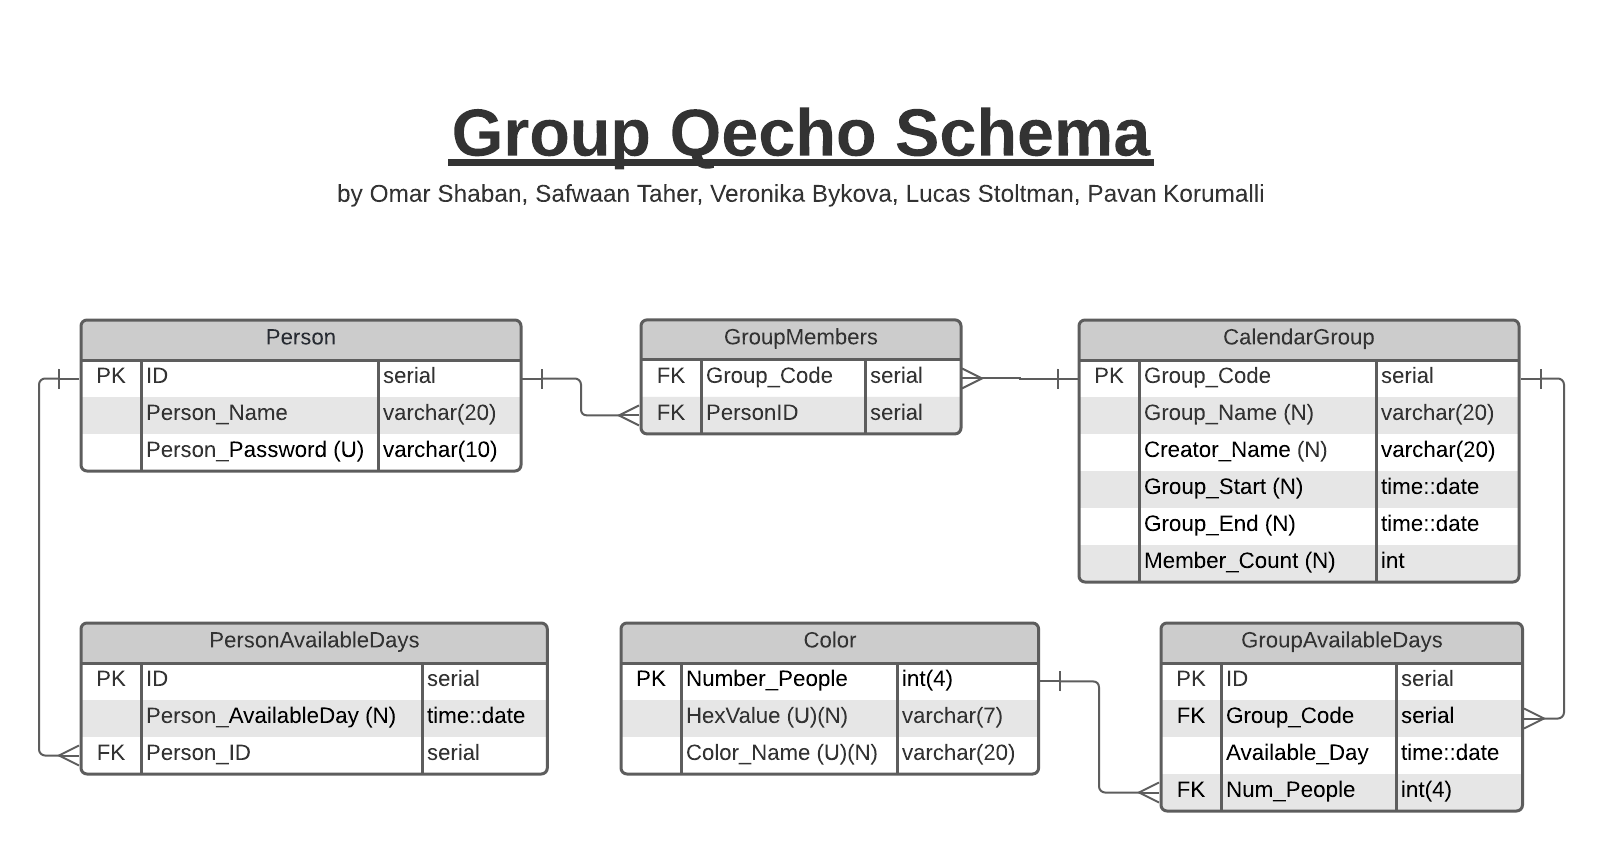 Group Qecho Schema
by Omar Shaban, Safwaan Taher, Veronika Bykova, Lucas Stoltman, Pavan Korumalli
Person
PK ID serial
Person_Name varchar(20)
Person_Password (U) varchar(10)
GroupMembers
FK Group_Code serial
FK PersonID serial
CalendarGroup
PK Group_Code serial
Group_Name (N) varchar(20)
Creator_Name (N) varchar(20)
Group_Start (N) time::date
Group_End (N) time::date
Member_Count (N) int
PersonAvailableDays
PK ID serial
Person_AvailableDay (N) time::date
FK Person_ID serial
Color
PK Number_People int(4)
HexValue (U)(N) varchar(7)
Color_Name (U)(N) varchar(20)
GroupAvailableDays
PK ID serial
FK Group_Code serial
Available_Day time::date
FK Num_People int(4)